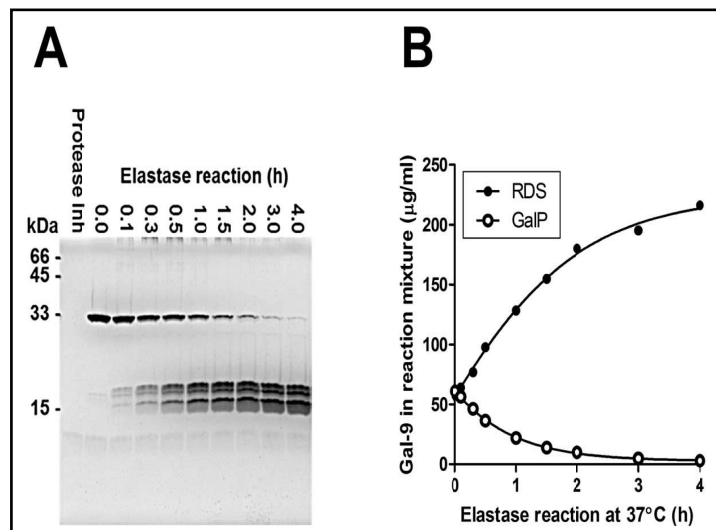 A
B
Protease Inh
Elastase reaction (h)
0.0 0.1 0.3 0.5 1.0 1.5 2.0 3.0 4.0
kDa
66 -
45 -
33 -
15 -
Gal-9 in reaction mixture (µg/ml)
250
200
150
100
50
0
RDS
GalP
0 1 2 3 4
Elastase reaction at 37°C (h)